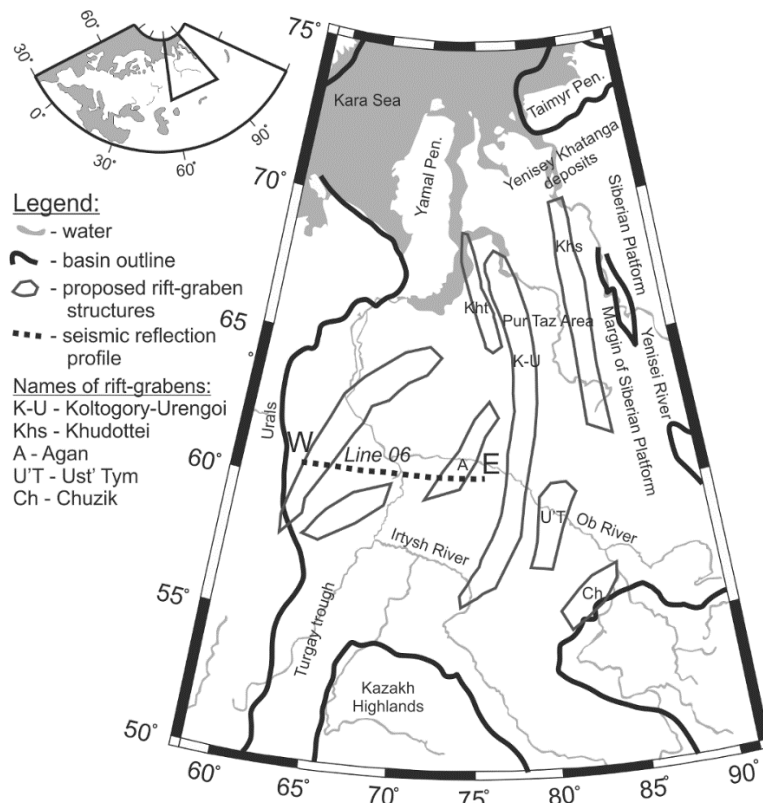 60°
30°
0°
30°
60°
90°
Legend:
- water
- basin outline
- proposed rift-graben
structures
- seismic reflection
profile
Names of rift-grabens:
K-U - Koltogory-Urengoi
Khs - Khudottei
A - Agan
U'T - Ust' Tym
Ch - Chuzik
75°
70°
65
60°
55°
50°
60°
65°
70°
75°
80°
85°
90°
Kara Sea
Taimyr Pen.
Yamal Pen.
Yenisey Khatanga
deposits
Siberian Platform
Khs
Kht
Pur Taz Area
K-U
Margin of Siberian Platform
Yenisei River
Urals
W
Line 06
A
E
U'T
Ob River
Irtysh River
Ch
Turgay trough
Kazakh
Highlands